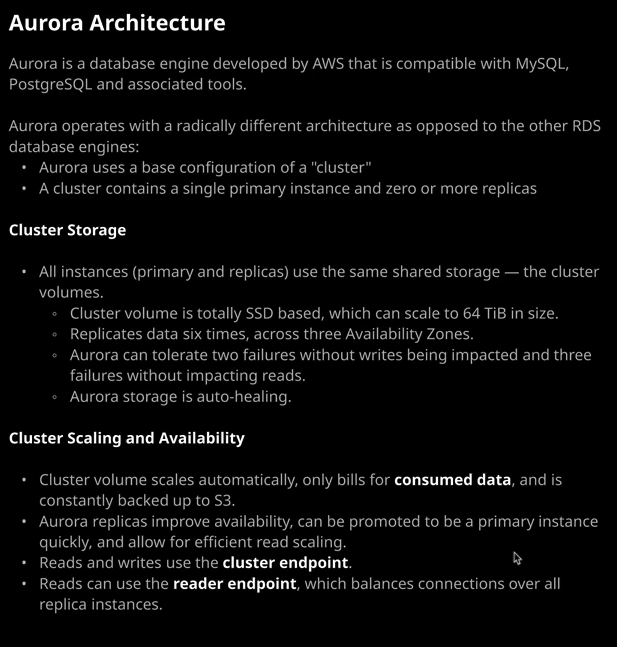 Aurora Architecture
Aurora is a database engine developed by AWS that is compatible with MySQL,
PostgreSQL and associated tools.
Aurora operates with a radically different architecture as opposed to the other RDS
database engines:
• Aurora uses a base configuration of a "cluster"
• A cluster contains a single primary instance and zero or more replicas
Cluster Storage
• All instances (primary and replicas) use the same shared storage — the cluster
volumes.
◦ Cluster volume is totally SSD based, which can scale to 64 TiB in size.
◦ Replicates data six times, across three Availability Zones.
◦ Aurora can tolerate two failures without writes being impacted and three
failures without impacting reads.
◦ Aurora storage is auto-healing.
Cluster Scaling and Availability
• Cluster volume scales automatically, only bills for consumed data, and is
constantly backed up to S3.
• Aurora replicas improve availability, can be promoted to be a primary instance
quickly, and allow for efficient read scaling.
• Reads and writes use the cluster endpoint.
• Reads can use the reader endpoint, which balances connections over all
replica instances.